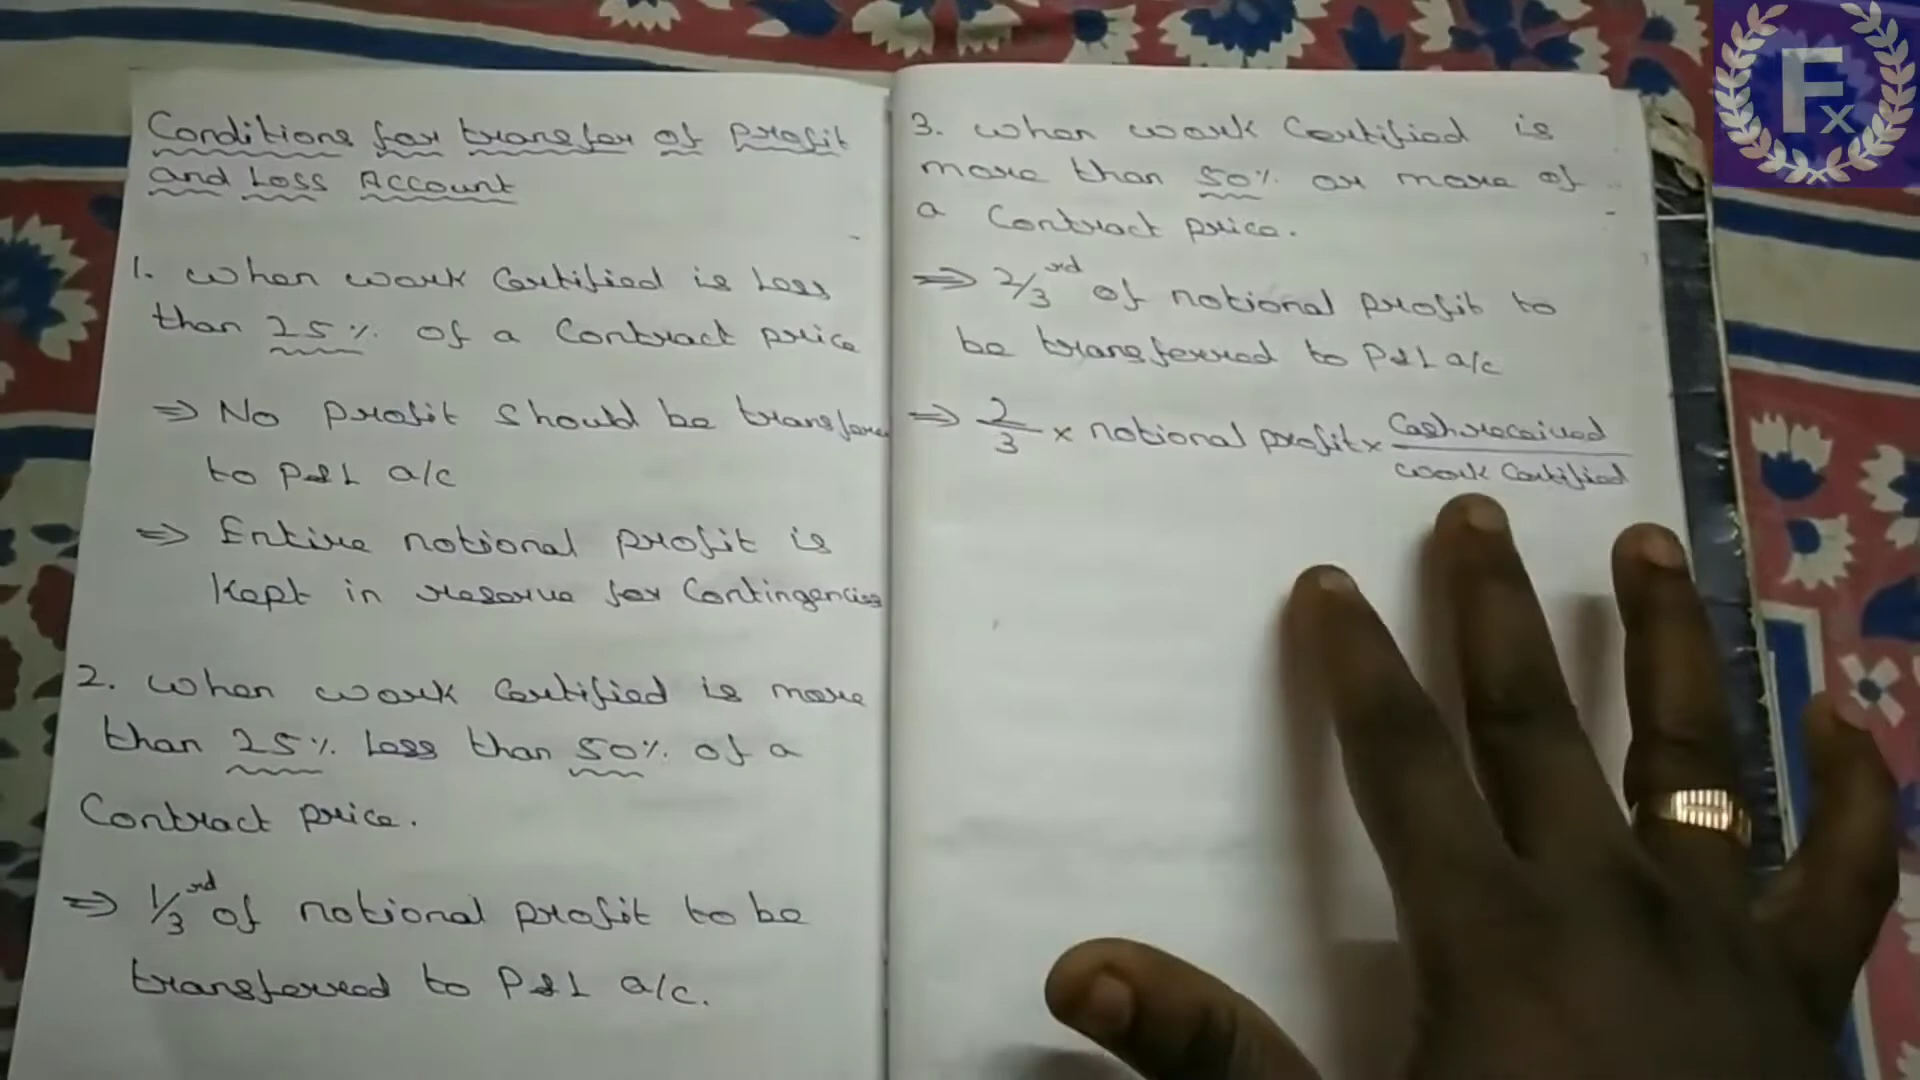 Conditions for transfer of profit
and Loss Account
1. when work Certified is Less
than 25% of a Contract price
⇒ No profit should be transfere
to P&L a/c
⇒ Entire notional profit is
Kept in reserve for Contingencies
2. when work Certified is more
than 25% Less than 50% of a
Contract price.
⇒ 1/3rd of notional profit to be
transferred to P&L a/c.
3. when work Certified is
more than 50% or more of
a Contract price.
⇒ 2/3rd of notional profit to
be transferred to P&L a/c
⇒ 2/3 × notional profit × Cash received / work Certified
Fx